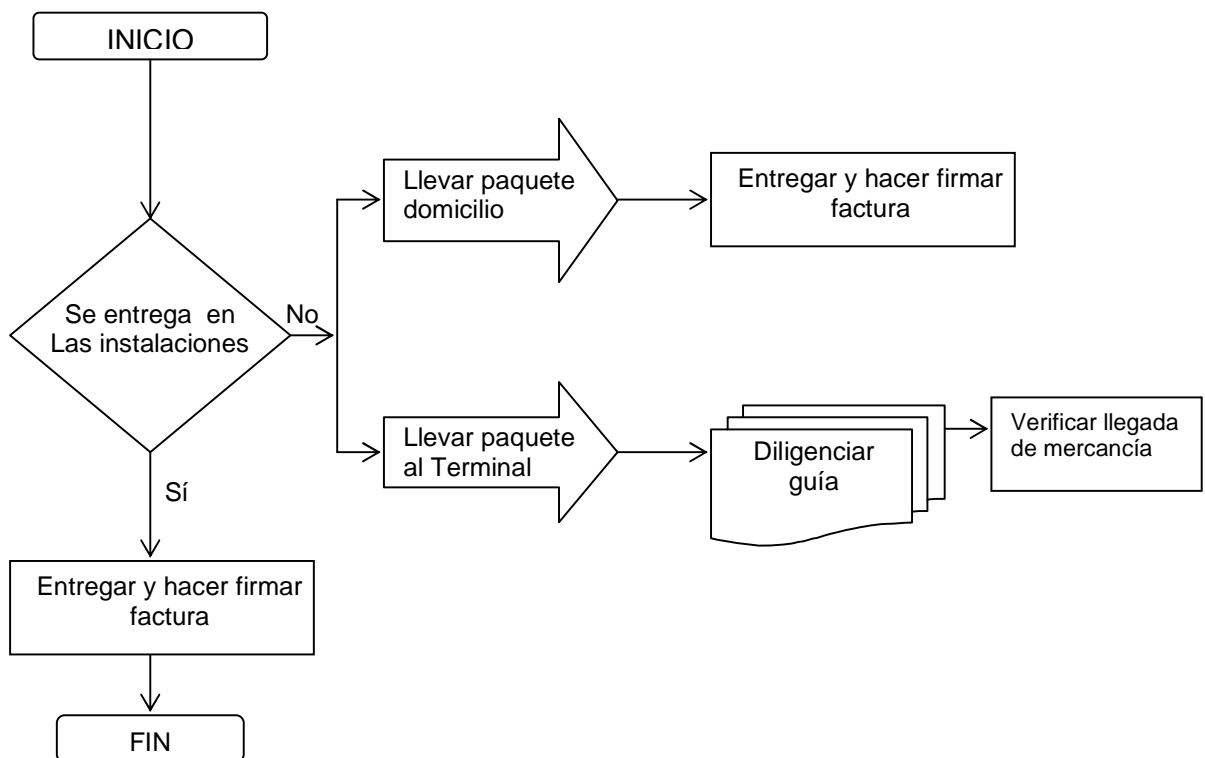 INICIO
Llevar paquete
domicilio
Entregar y hacer firmar
factura
Se entrega en
Las instalaciones
No
Llevar paquete
al Terminal
Diligenciar
guía
Verificar llegada
de mercancía
Sí
Entregar y hacer firmar
factura
FIN